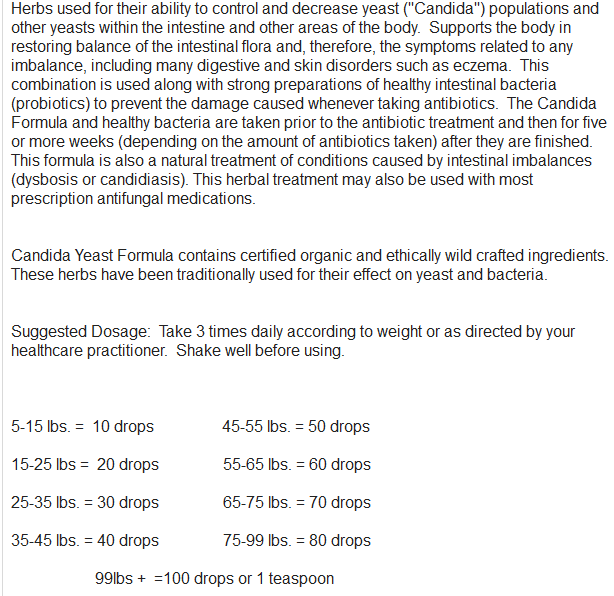 Herbs used for their ability to control and decrease yeast ("Candida") populations and
other yeasts within the intestine and other areas of the body.  Supports the body in
restoring balance of the intestinal flora and, therefore, the symptoms related to any
imbalance, including many digestive and skin disorders such as eczema.  This
combination is used along with strong preparations of healthy intestinal bacteria
(probiotics) to prevent the damage caused whenever taking antibiotics.  The Candida
Formula and healthy bacteria are taken prior to the antibiotic treatment and then for five
or more weeks (depending on the amount of antibiotics taken) after they are finished.
This formula is also a natural treatment of conditions caused by intestinal imbalances
(dysbosis or candidiasis). This herbal treatment may also be used with most
prescription antifungal medications.
Candida Yeast Formula contains certified organic and ethically wild crafted ingredients.
These herbs have been traditionally used for their effect on yeast and bacteria.
Suggested Dosage:  Take 3 times daily according to weight or as directed by your
healthcare practitioner.  Shake well before using.
5-15 lbs. =  10 drops 45-55 lbs. = 50 drops
15-25 lbs =  20 drops 55-65 lbs. = 60 drops
25-35 lbs. = 30 drops 65-75 lbs. = 70 drops
35-45 lbs. = 40 drops 75-99 lbs. = 80 drops
99lbs +  =100 drops or 1 teaspoon